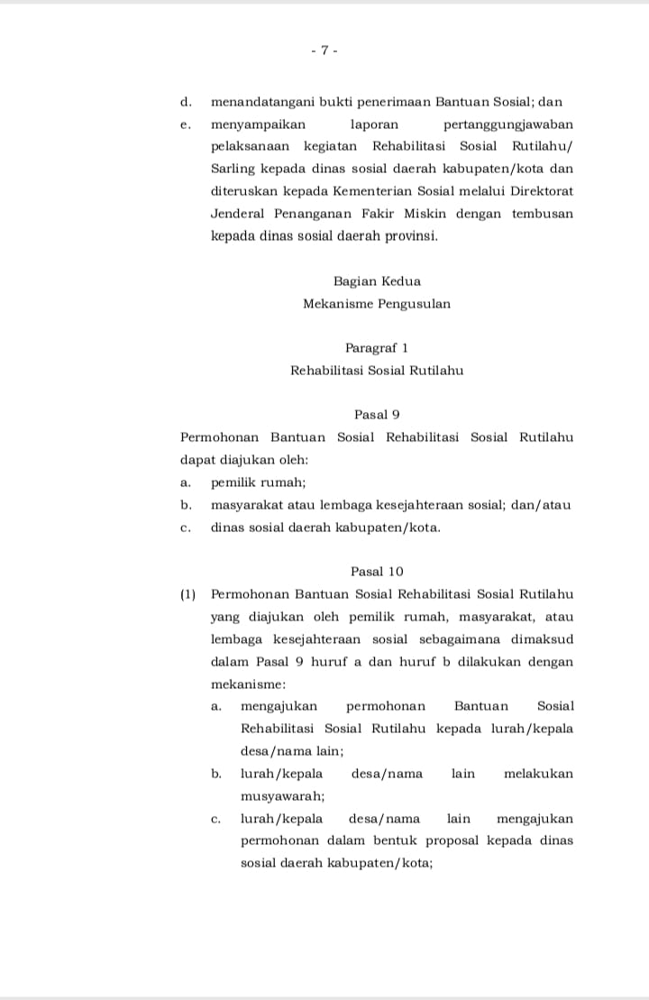 - 7 -
d. menandatangani bukti penerimaan Bantuan Sosial; dan
e. menyampaikan laporan pertanggungjawaban
pelaksanaan kegiatan Rehabilitasi Sosial Rutilahu/
Sarling kepada dinas sosial daerah kabupaten/kota dan
diteruskan kepada Kementerian Sosial melalui Direktorat
Jenderal Penanganan Fakir Miskin dengan tembusan
kepada dinas sosial daerah provinsi.
Bagian Kedua
Mekanisme Pengusulan
Paragraf 1
Rehabilitasi Sosial Rutilahu
Pasal 9
Permohonan Bantuan Sosial Rehabilitasi Sosial Rutilahu
dapat diajukan oleh:
a. pemilik rumah;
b. masyarakat atau lembaga kesejahteraan sosial; dan/atau
c. dinas sosial daerah kabupaten/kota.
Pasal 10
(1) Permohonan Bantuan Sosial Rehabilitasi Sosial Rutilahu
yang diajukan oleh pemilik rumah, masyarakat, atau
lembaga kesejahteraan sosial sebagaimana dimaksud
dalam Pasal 9 huruf a dan huruf b dilakukan dengan
mekanisme:
a. mengajukan permohonan Bantuan Sosial
Rehabilitasi Sosial Rutilahu kepada lurah/kepala
desa/nama lain;
b. lurah/kepala desa/nama lain melakukan
musyawarah;
c. lurah/kepala desa/nama lain mengajukan
permohonan dalam bentuk proposal kepada dinas
sosial daerah kabupaten/kota;